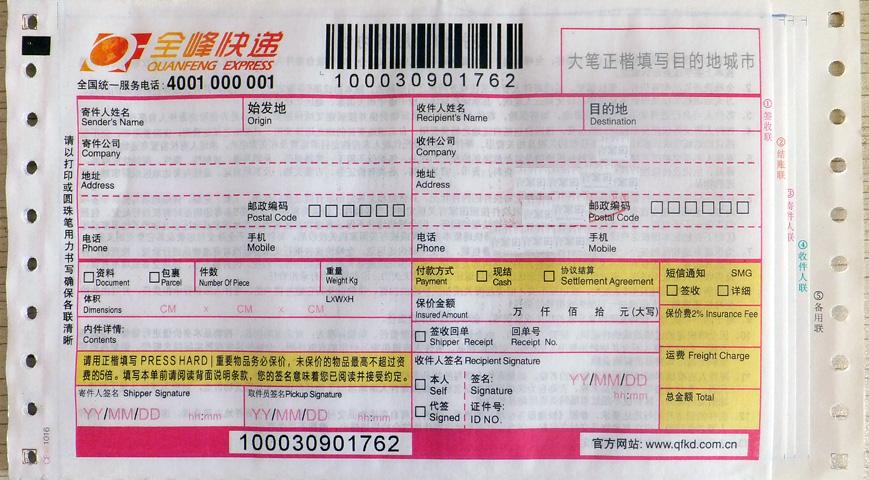 全峰快递
QUANFENG EXPRESS
全国统一服务电话:4001 000 001
100030901762
大笔正楷填写目的地城市
寄件人姓名
Sender's Name
始发地
Origin
收件人姓名
Recipient's Name
目的地
Destination
寄件公司
Company
收件公司
Company
地址
Address
地址
Address
邮政编码
Postal Code
邮政编码
Postal Code
电话
Phone
手机
Mobile
电话
Phone
手机
Mobile
资料
Document
包裹
Parcel
件数
Number Of Piece
重量
Weight Kg
付款方式
Payment
现结
Cash
协议结算
Settlement Agreement
短信通知 SMG
签收 详细
体积
Dimensions
LXWXH
CM x CM x CM
保价金额
Insured Amount
万 仟 佰 拾 元(大写)
保价费2% Insurance Fee
内件详情:
Contents
签收回单
Shipper Receipt
回单号
Receipt No.
运费 Freight Charge
请用正楷填写 PRESS HARD | 重要物品务必保价,未保价的物品最高不超过资
费的5倍。填写本单前请阅读背面说明条款,您的签名意味着您已阅读并接受约定。
收件人签名 Recipient Signature
本人
Self
签名:
Signature
YY/MM/DD
hh:mm
代签
Signed
证件号:
ID NO.
总金额 Total
寄件人签名 Shipper Signature
YY/MM/DD hh:mm
取件员签名Pickup Signature
YY/MM/DD hh:mm
100030901762
官方网站: www.qfkd.com.cn
请以打印或圆珠笔用力书写确保各联清晰
①签收联
②结账联
③寄件人联
④收件人联
⑤备用联
1016